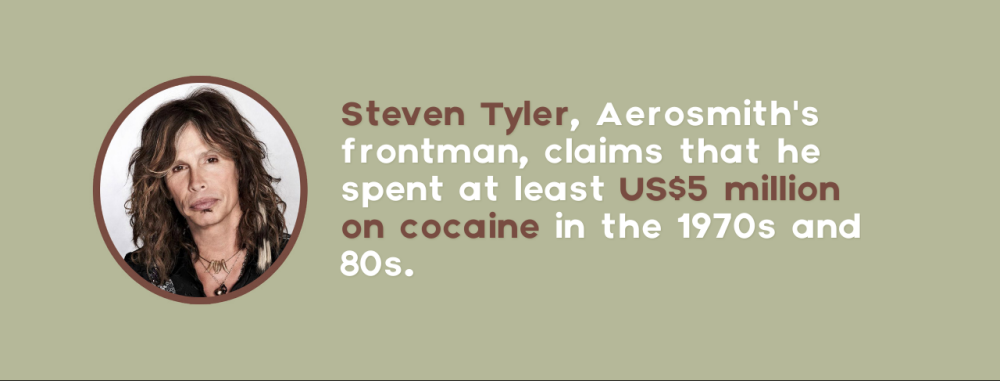 Steven Tyler, Aerosmith's
frontman, claims that he
spent at least US$5 million
on cocaine in the 1970s and
80s.